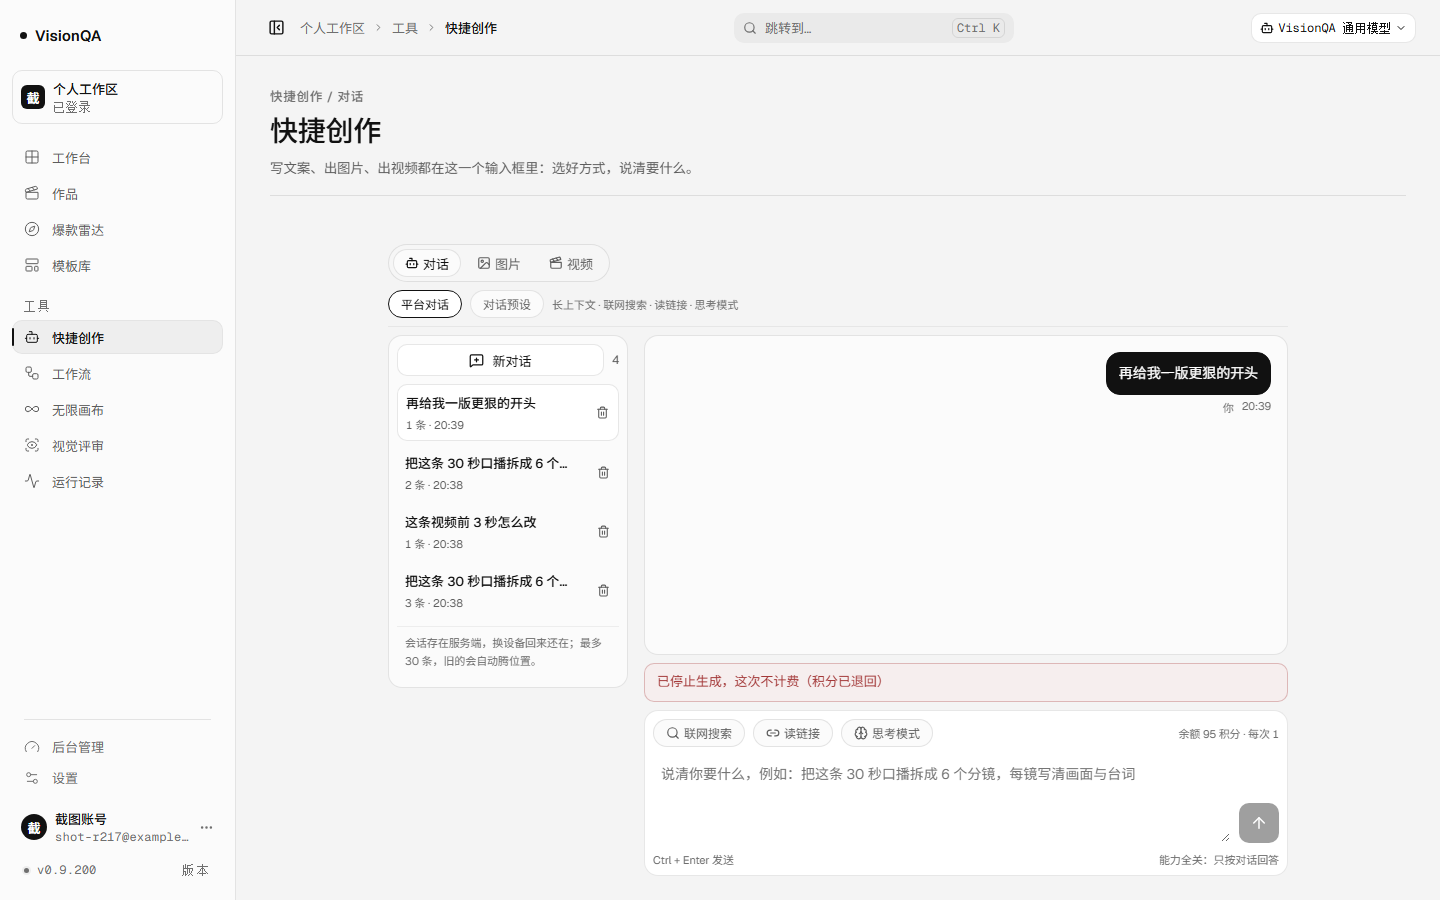 VisionQA
截
个人工作区
已登录
工作台
作品
爆款雷达
模板库
工具
快捷创作
工作流
无限画布
视觉评审
运行记录
后台管理
设置
截
截图账号
shot-r217@example…
v0.9.200
版本
个人工作区
工具
快捷创作
跳转到…
Ctrl K
VisionQA 通用模型
快捷创作 / 对话
快捷创作
写文案、出图片、出视频都在这一个输入框里：选好方式，说清要什么。
对话
图片
视频
平台对话
对话预设
长上下文 · 联网搜索 · 读链接 · 思考模式
新对话
4
再给我一版更狠的开头
1 条 · 20:39
把这条 30 秒口播拆成 6 个…
2 条 · 20:38
这条视频前 3 秒怎么改
1 条 · 20:38
把这条 30 秒口播拆成 6 个…
3 条 · 20:38
会话存在服务端，换设备回来还在；最多
30 条，旧的会自动腾位置。
再给我一版更狠的开头
你 20:39
已停止生成，这次不计费（积分已退回）
联网搜索
读链接
思考模式
余额 95 积分 · 每次 1
说清你要什么，例如：把这条 30 秒口播拆成 6 个分镜，每镜写清画面与台词
Ctrl + Enter 发送
能力全关：只按对话回答